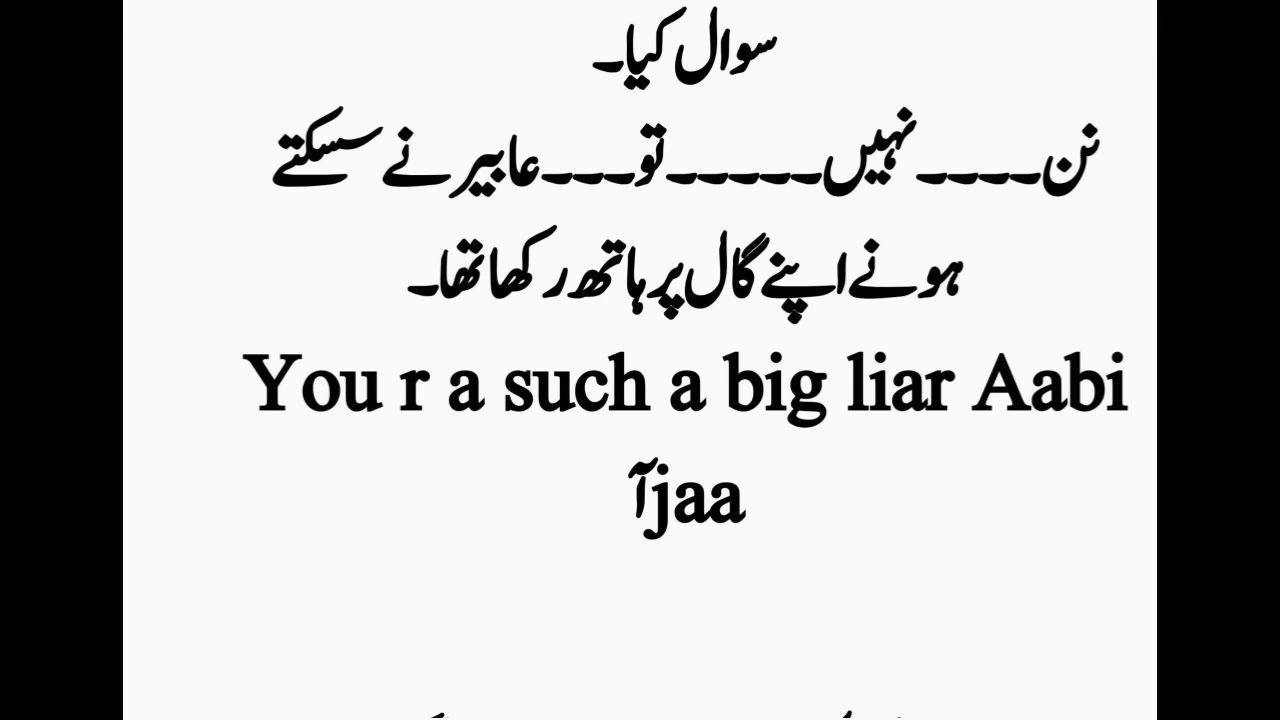 سوال کیا۔
نن۔۔۔۔ نہیں۔۔۔۔۔تو۔۔۔عابیر نے سسکتے
ہونے اپنے گال پر ہاتھ رکھا تھا۔
You r a such a big liar Aabi
آjaa